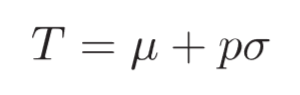 T = μ + pσ